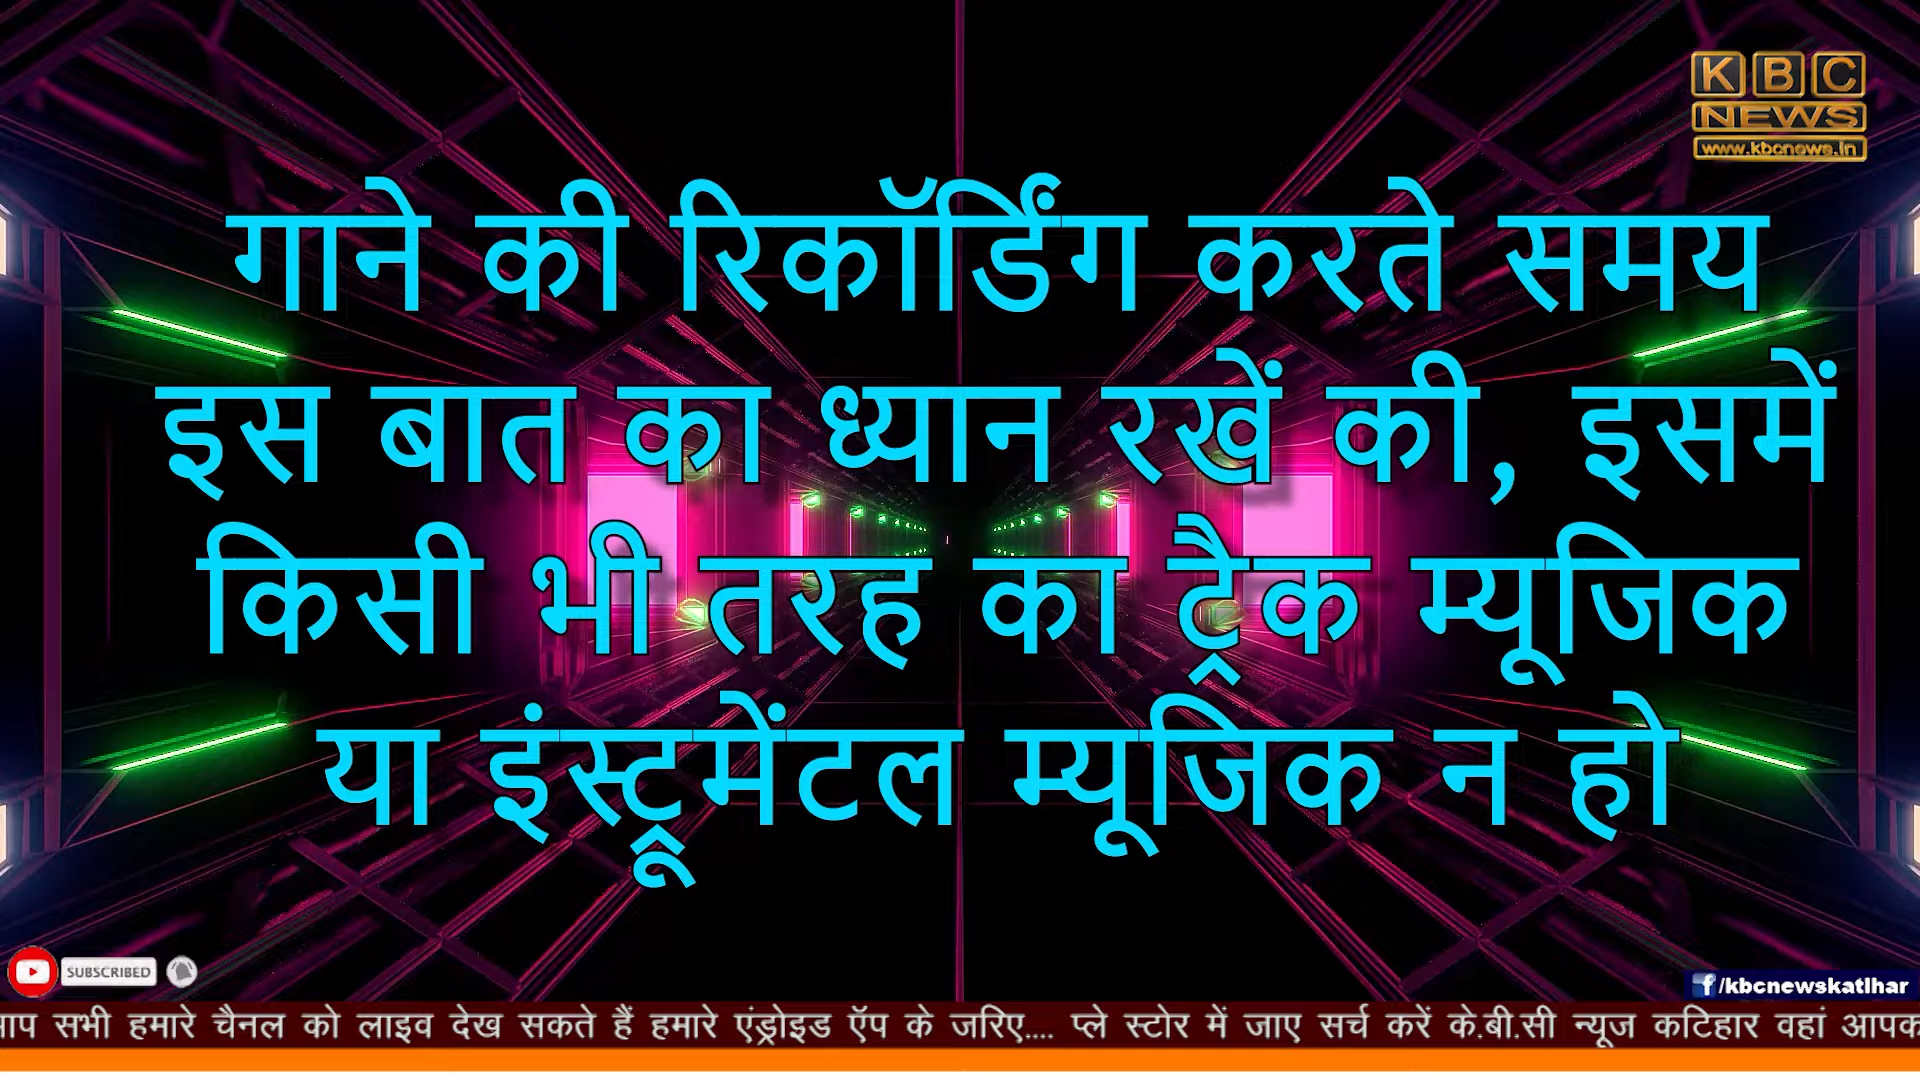 KBC
NEWS
www.kbcnews.in
गाने की रिकॉर्डिंग करते समय
इस बात का ध्यान रखें की, इसमें
किसी भी तरह का ट्रैक म्यूजिक
या इंस्ट्रूमेंटल म्यूजिक न हो
SUBSCRIBED
/kbcnewskatihar
सभी हमारे चैनल को लाइव देख सकते हैं हमारे एंड्रोइड ऍप के जरिए.... प्ले स्टोर में जाए सर्च करें के.बी.सी न्यूज कटिहार वहां